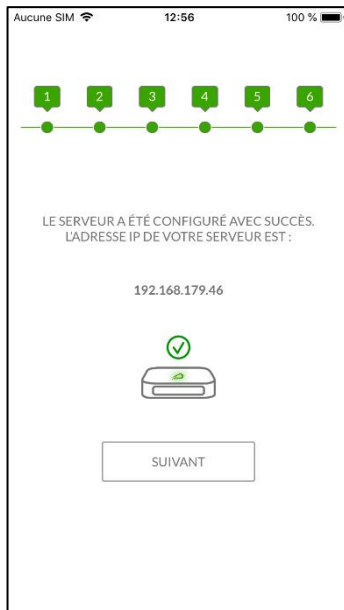 Aucune SIM 12:56 100 %
1 2 3 4 5 6
LE SERVEUR A ÉTÉ CONFIGURÉ AVEC SUCCÈS.
L'ADRESSE IP DE VOTRE SERVEUR EST :
192.168.179.46
SUIVANT